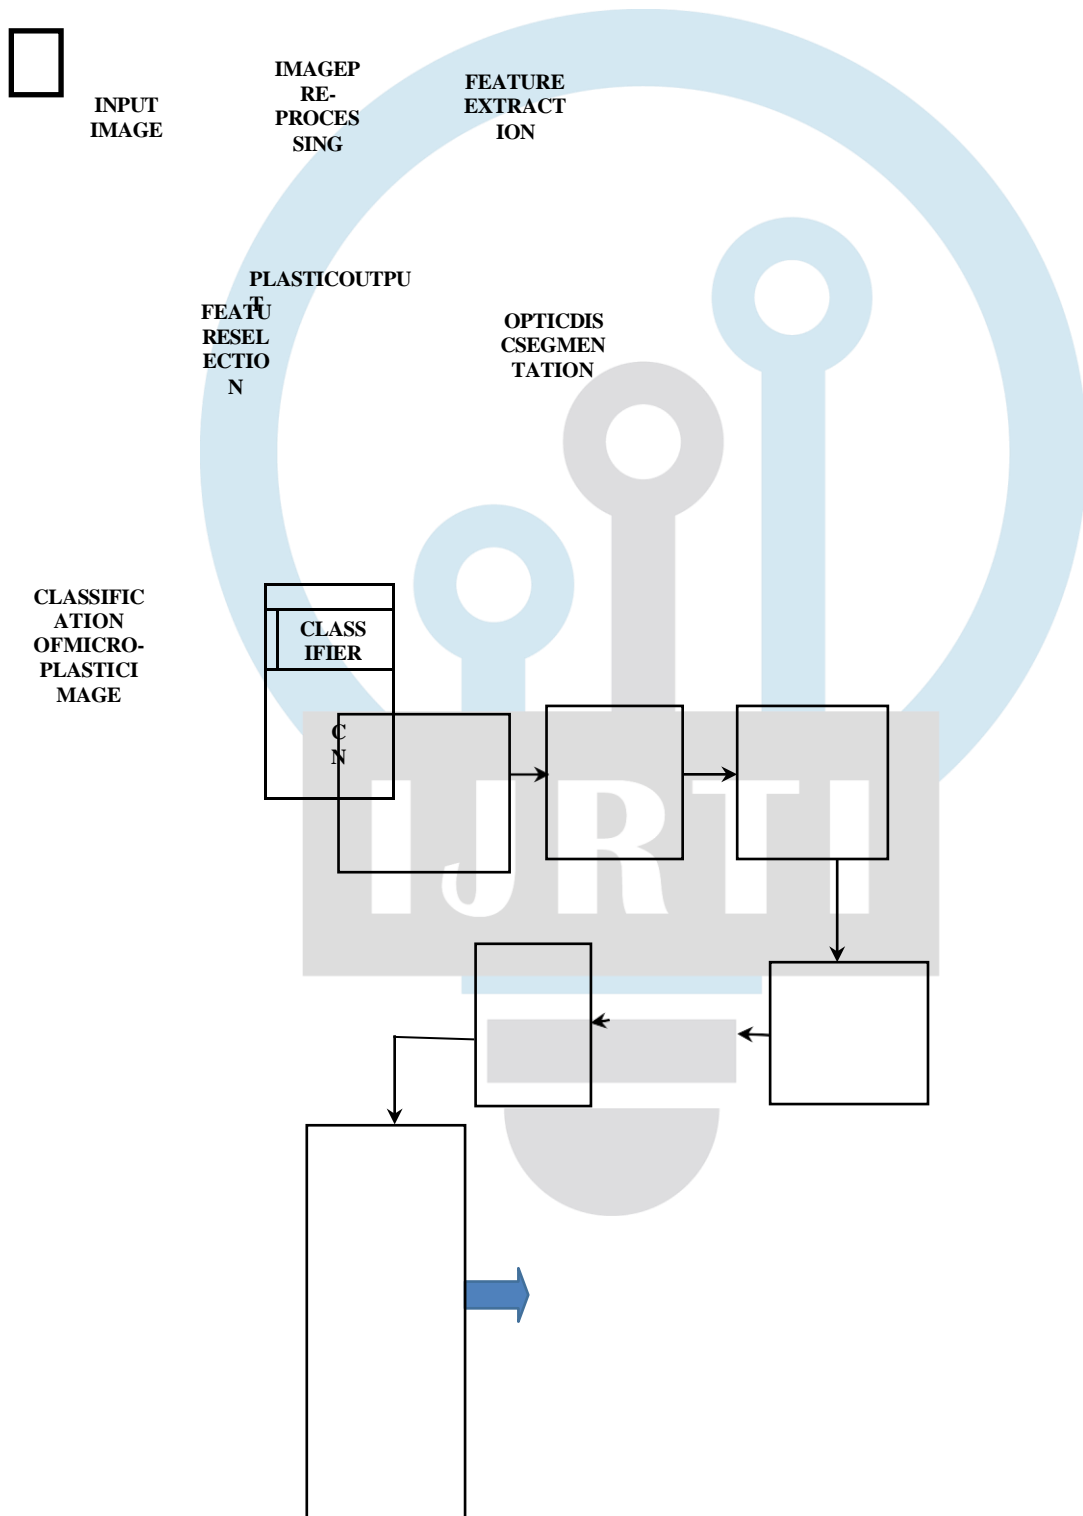 INPUT
IMAGE
IMAGEP
RE-
PROCES
SING
FEATURE
EXTRACT
ION
PLASTICOUTPU
T
FEATU
RESEL
ECTIO
N
OPTICDIS
CSEGMEN
TATION
CLASSIFIC
ATION
OFMICRO-
PLASTICI
MAGE
CLASS
IFIER
C
N
IJRTI